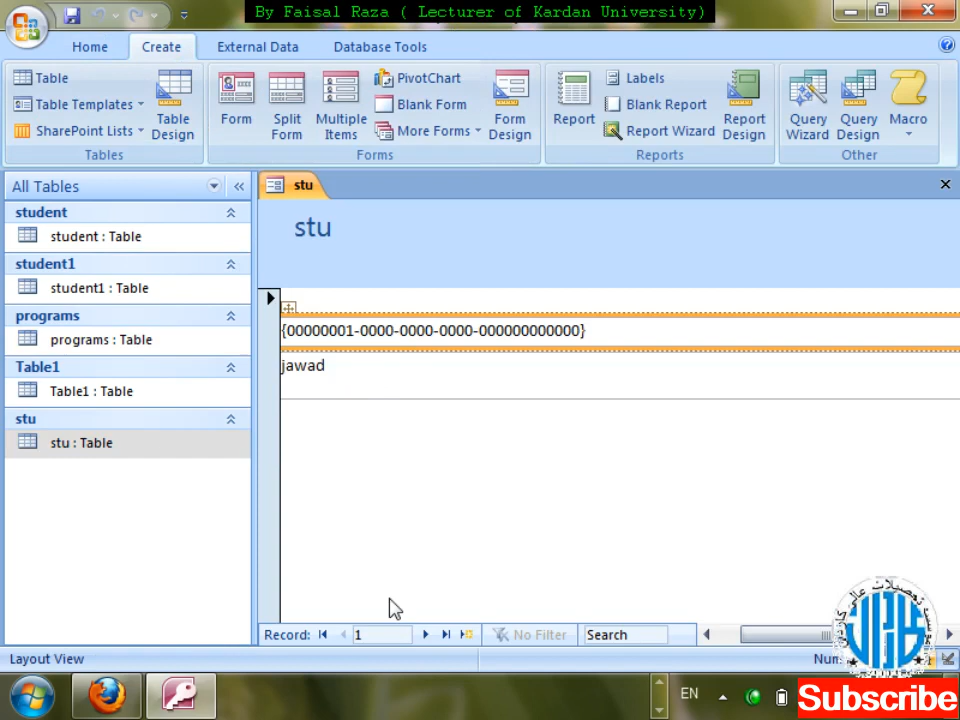 By Faisal Raza ( Lecturer of Kardan University)
Home Create External Data Database Tools
Table
Table Templates
SharePoint Lists
Table Design
Tables
Form
Split Form
Multiple Items
PivotChart
Blank Form
More Forms
Form Design
Forms
Report
Labels
Blank Report
Report Wizard
Report Design
Reports
Query Wizard
Query Design
Macro
Other
All Tables
student
student : Table
student1
student1 : Table
programs
programs : Table
Table1
Table1 : Table
stu
stu : Table
stu
stu
{00000001-0000-0000-0000-000000000000}
jawad
Record: 1 No Filter Search
Layout View
EN
Subscribe